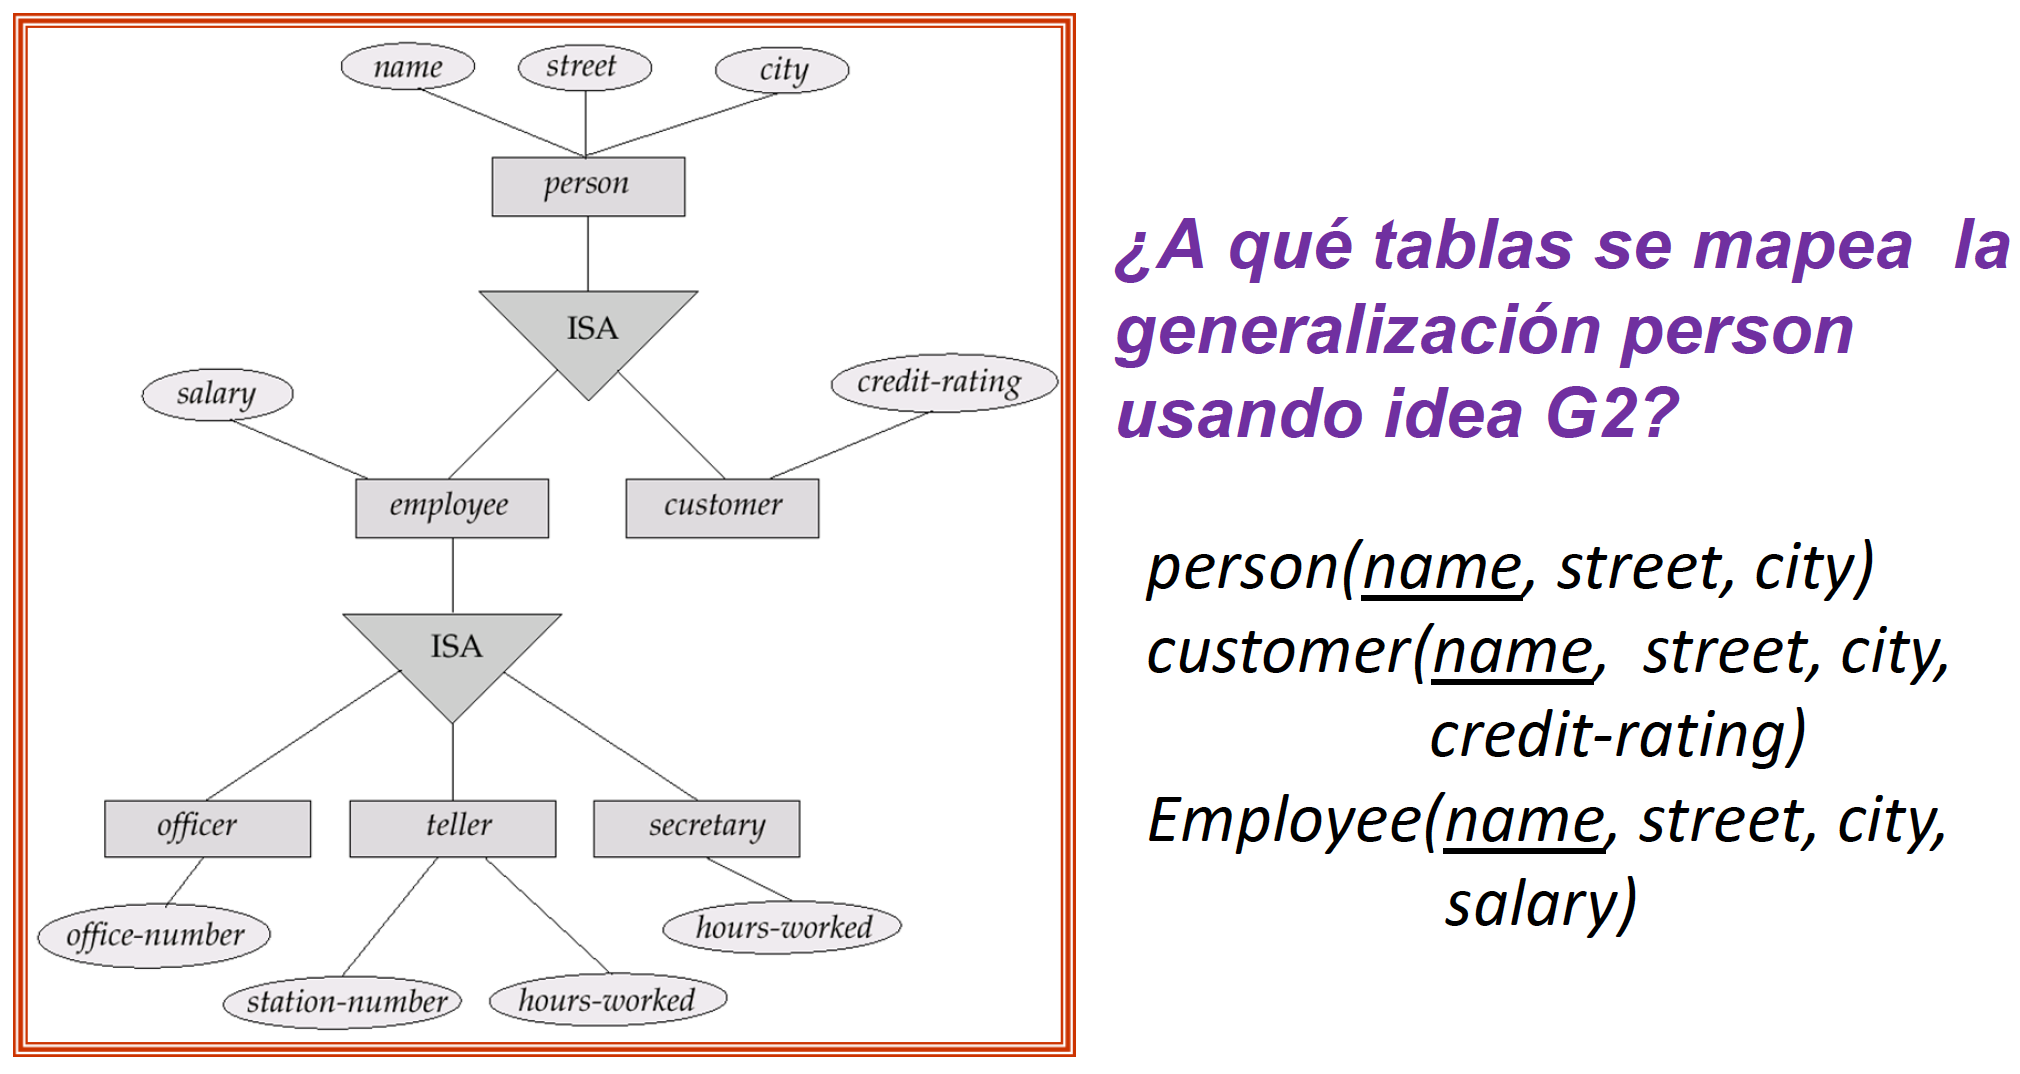 name
street
city
person
ISA
salary
credit-rating
employee
customer
ISA
officer
teller
secretary
office-number
hours-worked
station-number
hours-worked
¿A qué tablas se mapea la
generalización person
usando idea G2?
person(name, street, city)
customer(name, street, city,
credit-rating)
Employee(name, street, city,
salary)